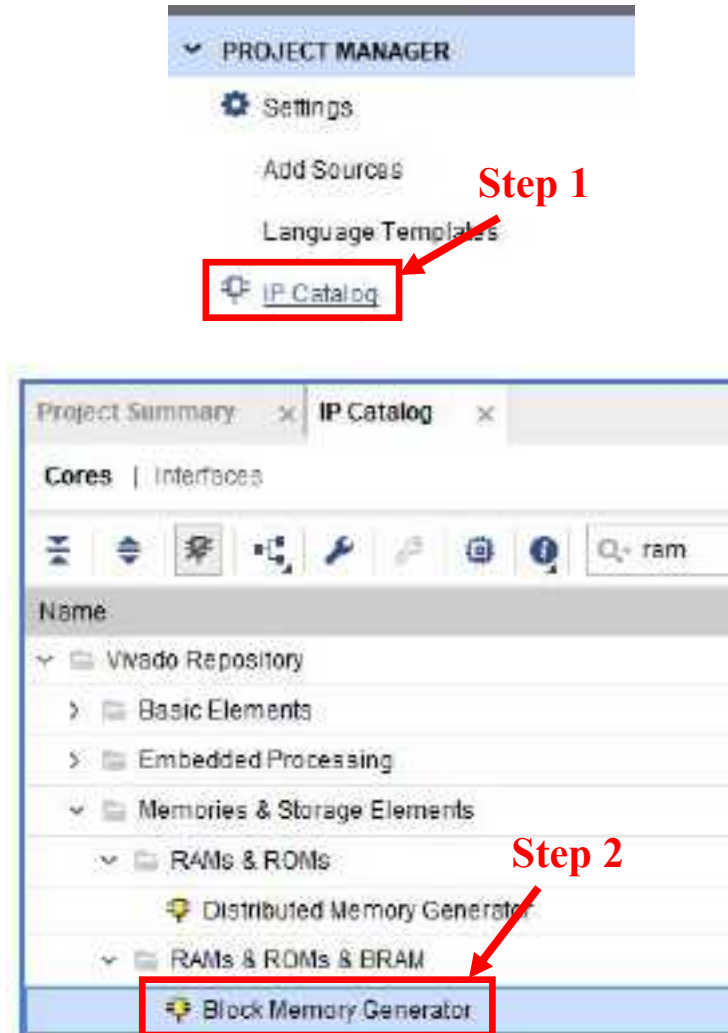 PROJECT MANAGER
Settings
Add Sources
Step 1
Language Templates
IP Catalog
Project Summary × IP Catalog ×
Cores | Interfaces
ram
Name
Vivado Repository
Basic Elements
Embedded Processing
Memories & Storage Elements
RAMs & ROMs
Step 2
Distributed Memory Generator
RAMs & ROMs & BRAM
Block Memory Generator